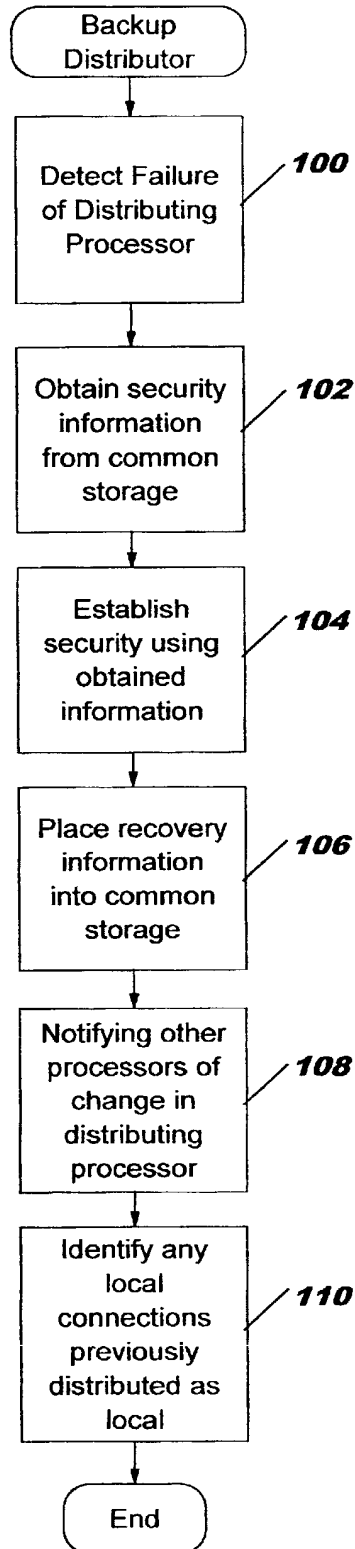 Backup
Distributor
Detect Failure
of Distributing
Processor
100
Obtain security
information
from common
storage
102
Establish
security using
obtained
information
104
Place recovery
information
into common
storage
106
Notifying other
processors of
change in
distributing
processor
108
Identify any
local
connections
previously
distributed as
local
110
End